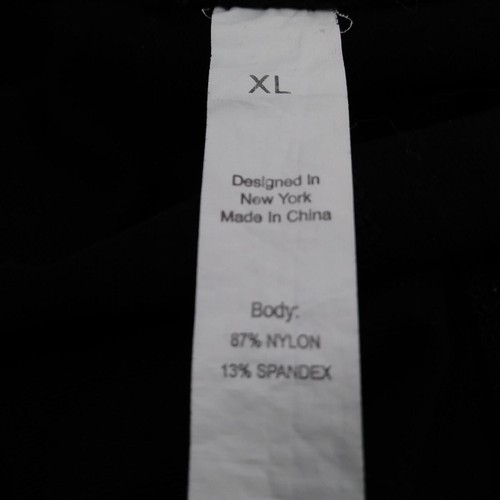 XL
Designed In
New York
Made In China
Body:
87% NYLON
13% SPANDEX